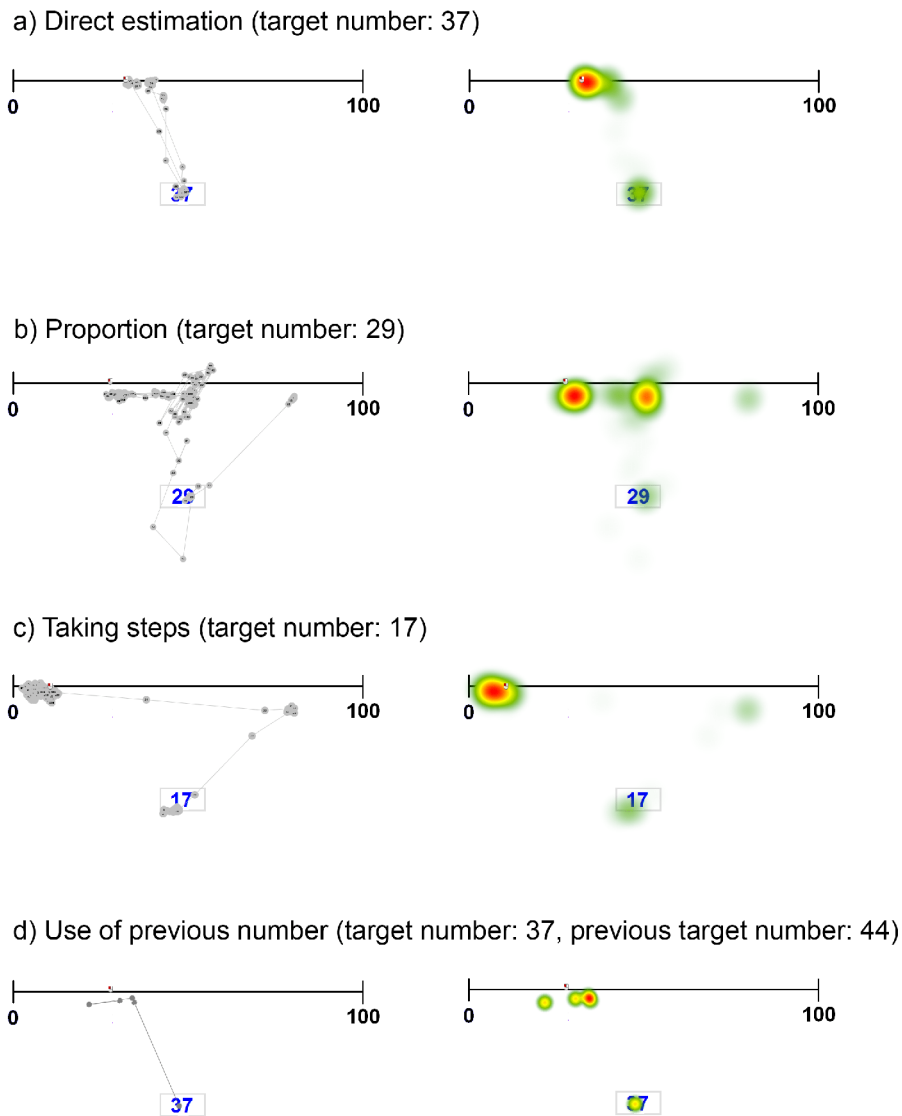 a) Direct estimation (target number: 37)
0 100 0 100
37 37
b) Proportion (target number: 29)
0 100 0 100
29 29
c) Taking steps (target number: 17)
0 100 0 100
17 17
d) Use of previous number (target number: 37, previous target number: 44)
0 100 0 100
37 37